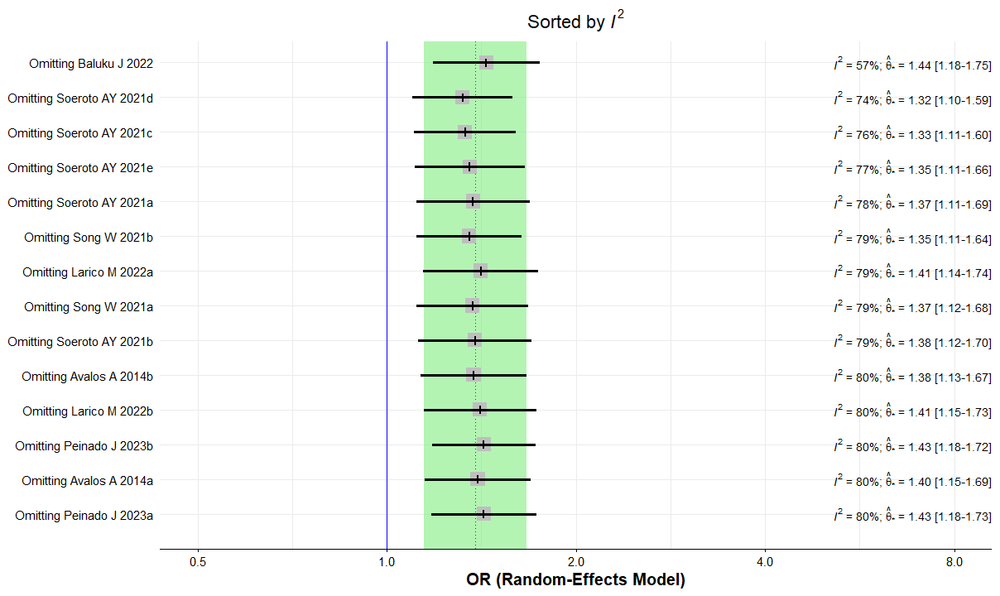 Sorted by I²
Omitting Baluku J 2022 I² = 57%; θ̂* = 1.44 [1.18-1.75]
Omitting Soeroto AY 2021d I² = 74%; θ̂* = 1.32 [1.10-1.59]
Omitting Soeroto AY 2021c I² = 76%; θ̂* = 1.33 [1.11-1.60]
Omitting Soeroto AY 2021e I² = 77%; θ̂* = 1.35 [1.11-1.66]
Omitting Soeroto AY 2021a I² = 78%; θ̂* = 1.37 [1.11-1.69]
Omitting Song W 2021b I² = 79%; θ̂* = 1.35 [1.11-1.64]
Omitting Larico M 2022a I² = 79%; θ̂* = 1.41 [1.14-1.74]
Omitting Song W 2021a I² = 79%; θ̂* = 1.37 [1.12-1.68]
Omitting Soeroto AY 2021b I² = 79%; θ̂* = 1.38 [1.12-1.70]
Omitting Avalos A 2014b I² = 80%; θ̂* = 1.38 [1.13-1.67]
Omitting Larico M 2022b I² = 80%; θ̂* = 1.41 [1.15-1.73]
Omitting Peinado J 2023b I² = 80%; θ̂* = 1.43 [1.18-1.72]
Omitting Avalos A 2014a I² = 80%; θ̂* = 1.40 [1.15-1.69]
Omitting Peinado J 2023a I² = 80%; θ̂* = 1.43 [1.18-1.73]
0.5 1.0 2.0 4.0 8.0
OR (Random-Effects Model)